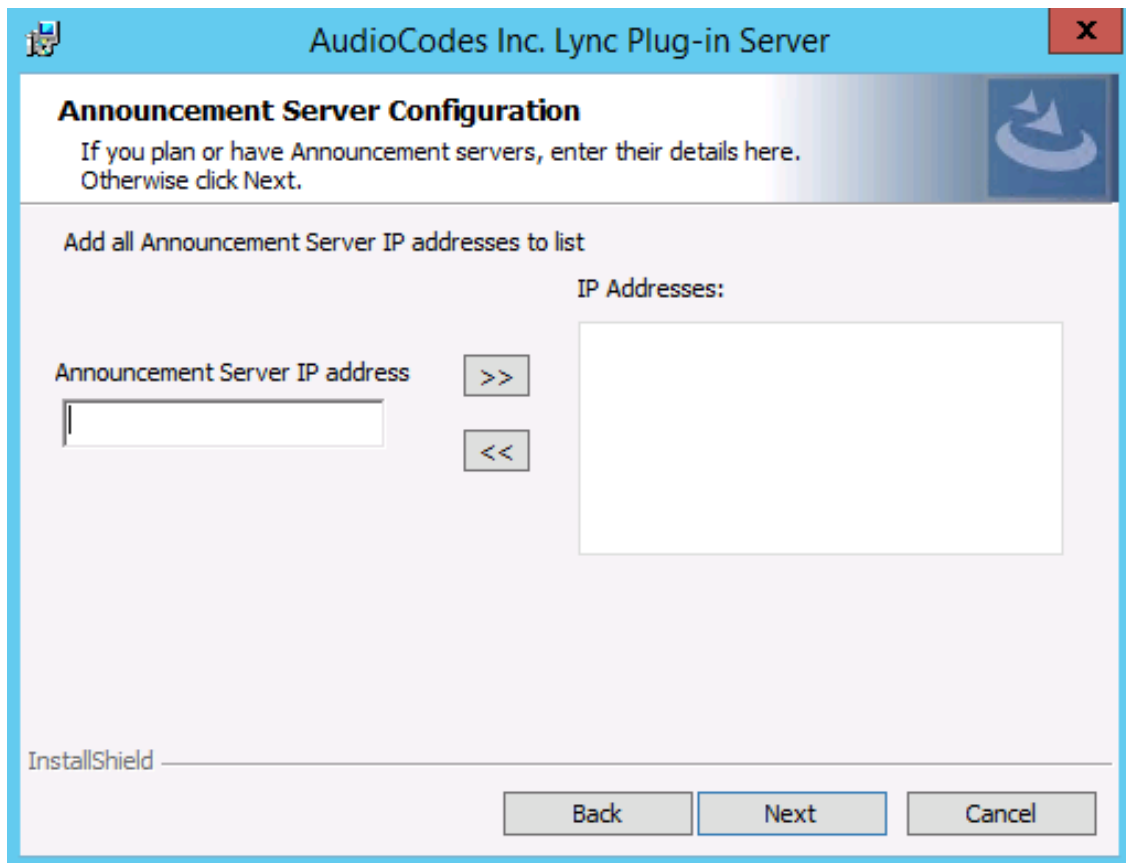 AudioCodes Inc. Lync Plug-in Server
x
Announcement Server Configuration
If you plan or have Announcement servers, enter their details here.
Otherwise click Next.
Add all Announcement Server IP addresses to list
IP Addresses:
Announcement Server IP address
>>
<<
InstallShield
Back
Next
Cancel